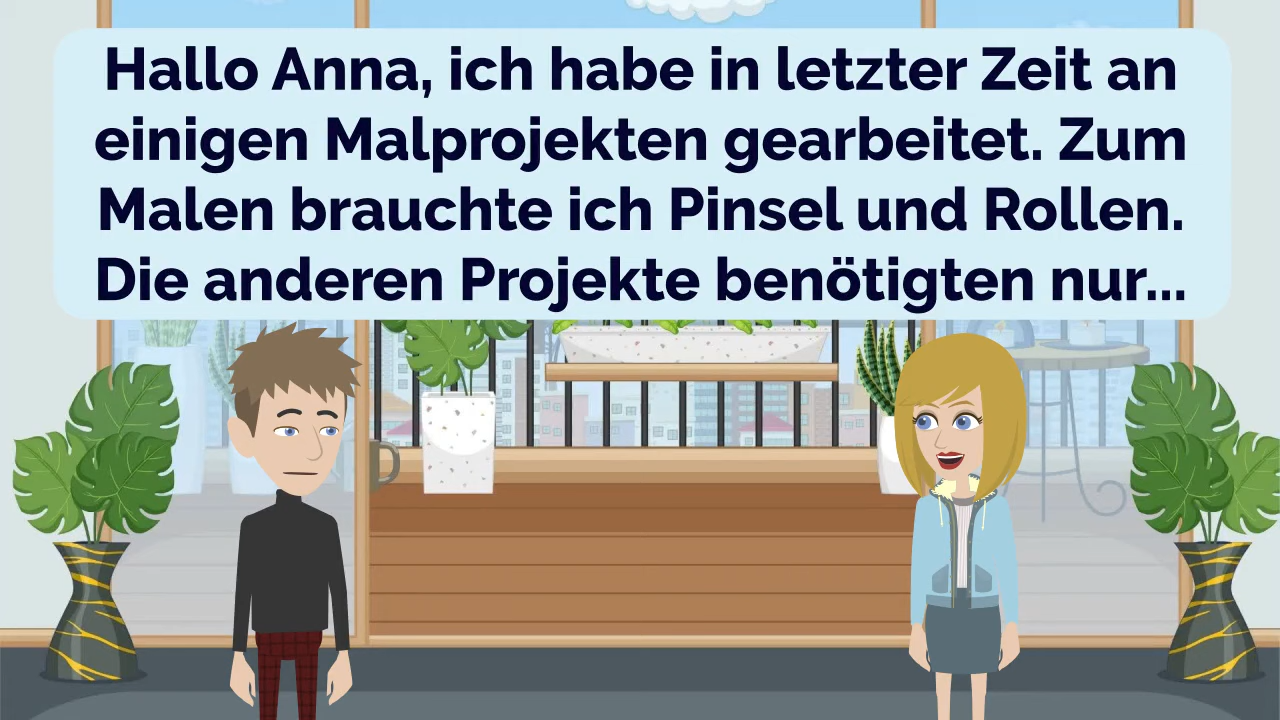 Hallo Anna, ich habe in letzter Zeit an
einigen Malprojekten gearbeitet. Zum
Malen brauchte ich Pinsel und Rollen.
Die anderen Projekte benötigten nur...